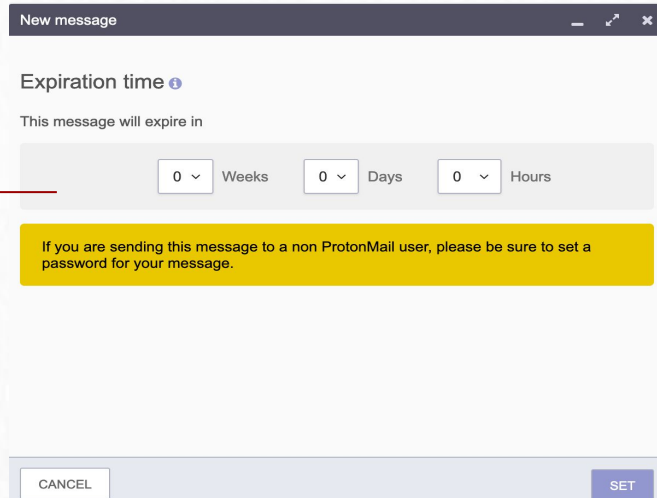 New message
Expiration time
This message will expire in
0 Weeks 0 Days 0 Hours
If you are sending this message to a non ProtonMail user, please be sure to set a
password for your message.
CANCEL SET